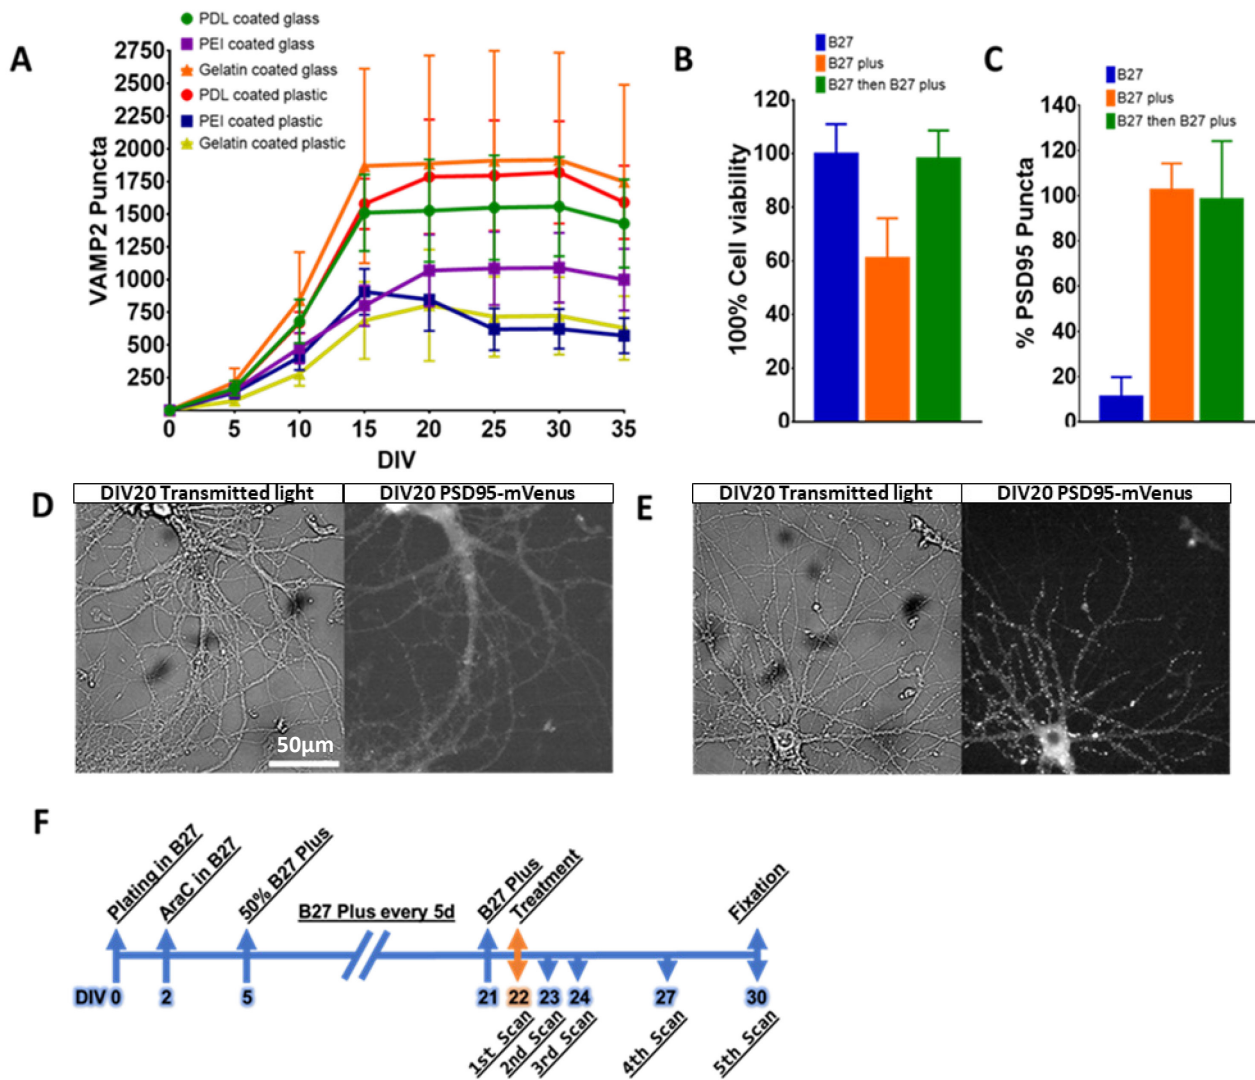 A
PDL coated glass
PEI coated glass
Gelatin coated glass
PDL coated plastic
PEI coated plastic
Gelatin coated plastic
VAMP2 Puncta
2750
2500
2250
2000
1750
1500
1250
1000
750
500
250
0 5 10 15 20 25 30 35
DIV
B
B27
B27 plus
B27 then B27 plus
100% Cell viability
120
100
80
60
40
20
0
C
B27
B27 plus
B27 then B27 plus
% PSD95 Puncta
140
120
100
80
60
40
20
0
D
DIV20 Transmitted light
DIV20 PSD95-mVenus
50µm
E
DIV20 Transmitted light
DIV20 PSD95-mVenus
F
Plating in B27
AraC in B27
50% B27 Plus
B27 Plus every 5d
B27 Plus
Treatment
Fixation
DIV 0 2 5 21 22 23 24 27 30
1st Scan
2nd Scan
3rd Scan
4th Scan
5th Scan